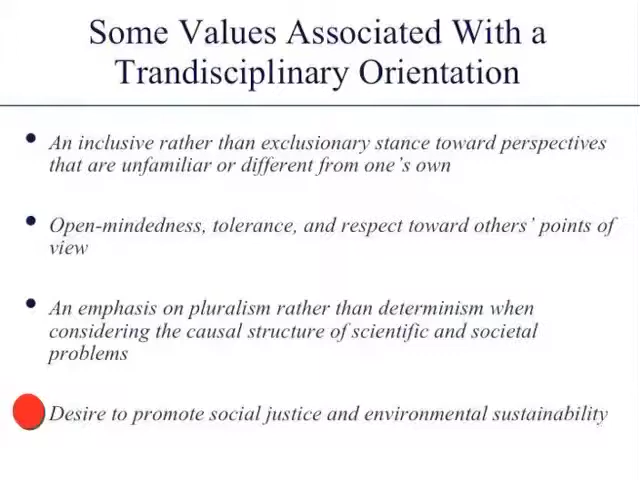 Some Values Associated With a
Trandisciplinary Orientation
An inclusive rather than exclusionary stance toward perspectives
that are unfamiliar or different from one's own
Open-mindedness, tolerance, and respect toward others' points of
view
An emphasis on pluralism rather than determinism when
considering the causal structure of scientific and societal
problems
Desire to promote social justice and environmental sustainability